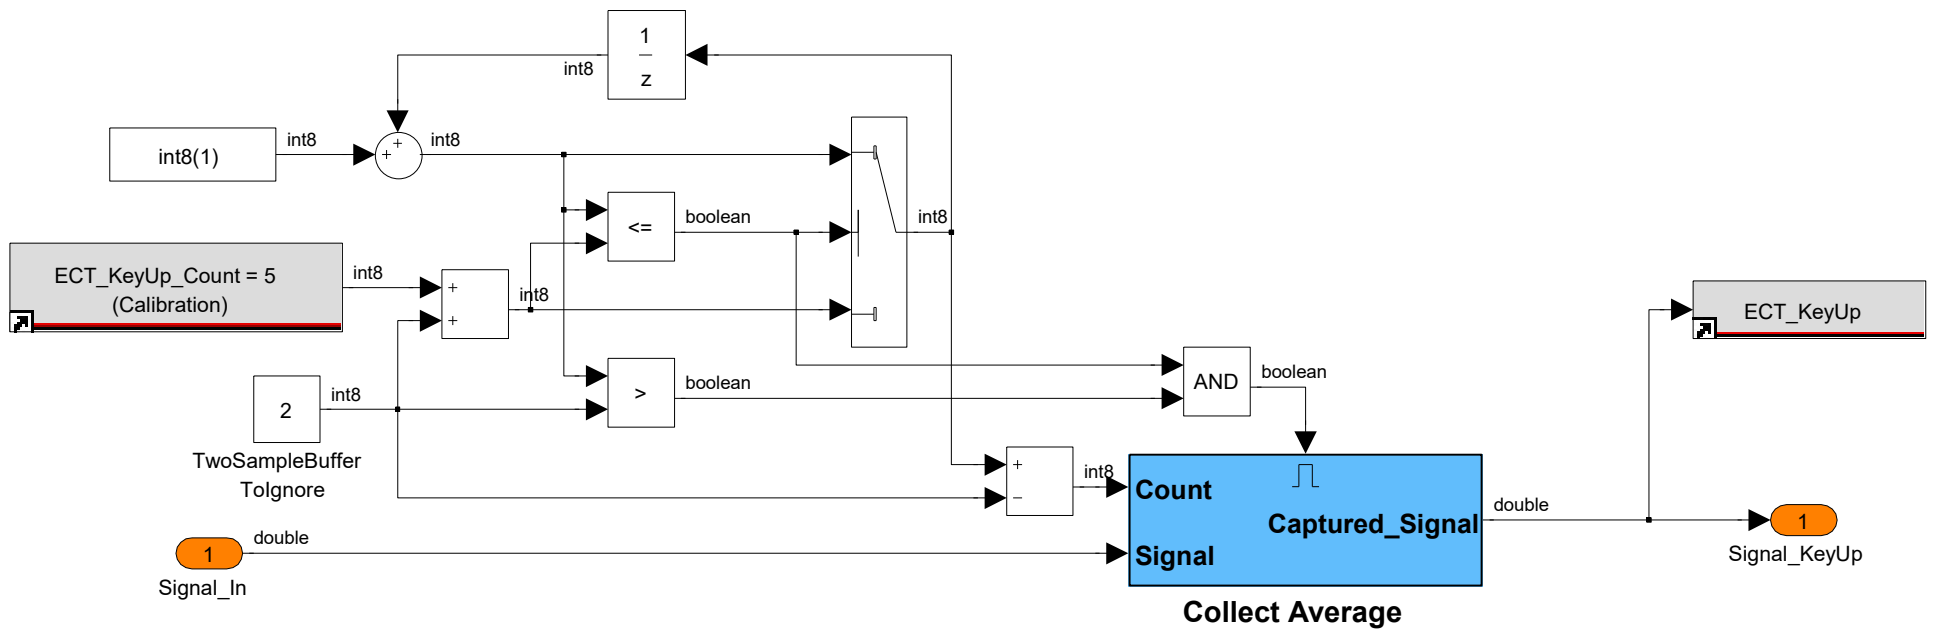 1
z
int8
int8(1)
int8
+
+
int8
<=
boolean
int8
ECT_KeyUp_Count = 5
(Calibration)
int8
+
+
int8
ECT_KeyUp
>
boolean
AND
boolean
2
int8
TwoSampleBuffer
ToIgnore
+
−
int8
Count
Captured_Signal
Signal
double
1
Signal_KeyUp
1
double
Signal_In
Collect Average